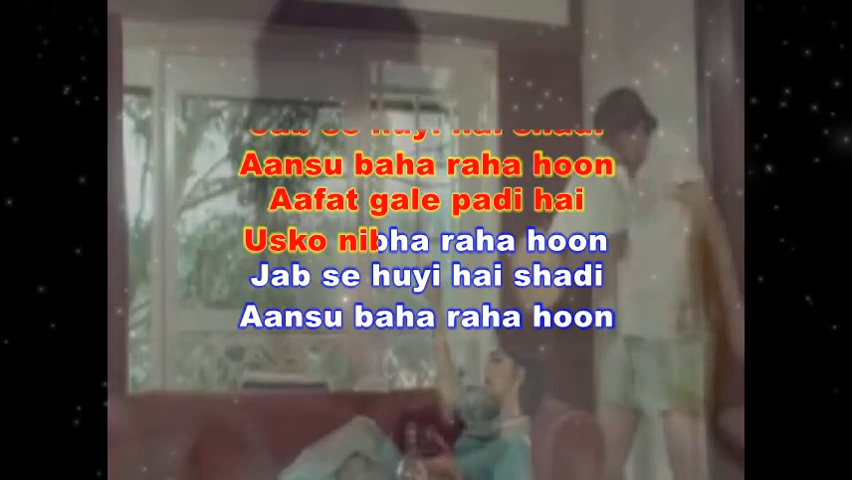 Jab se huyi hai shadi
Aansu baha raha hoon
Aafat gale padi hai
Usko nibha raha hoon
Jab se huyi hai shadi
Aansu baha raha hoon